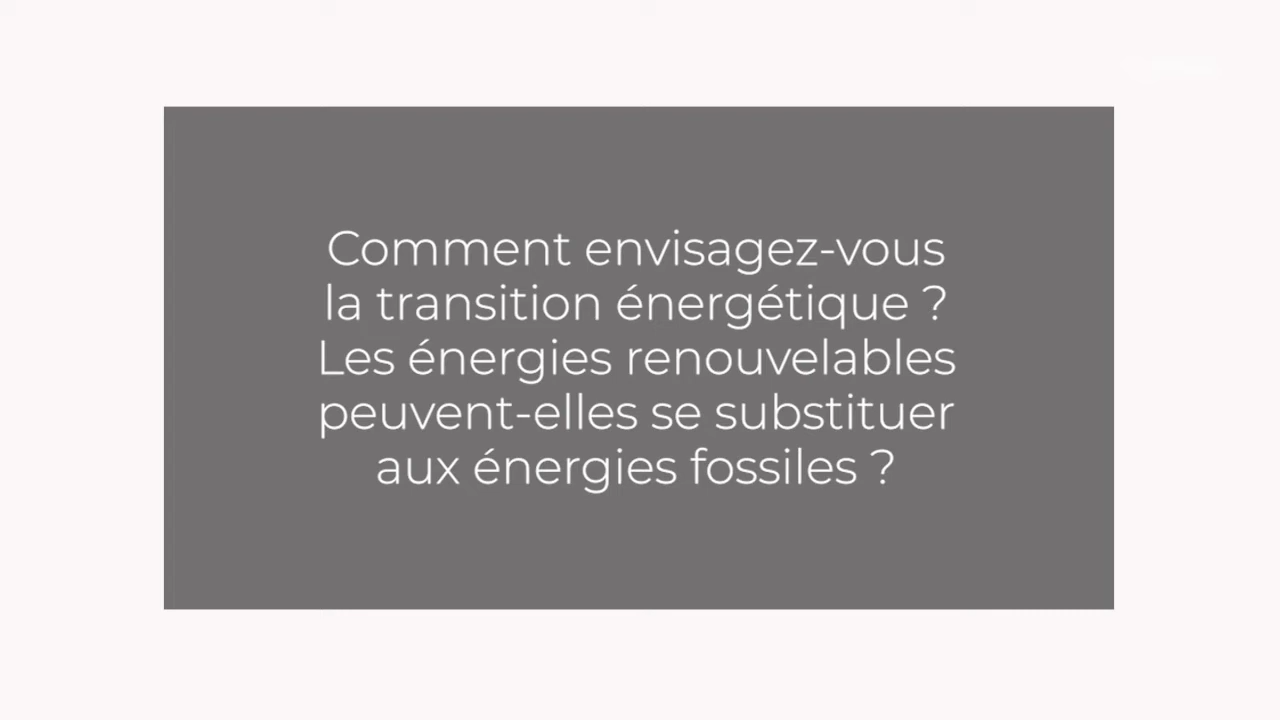 Comment envisagez-vous
la transition énergétique ?
Les énergies renouvelables
peuvent-elles se substituer
aux énergies fossiles ?